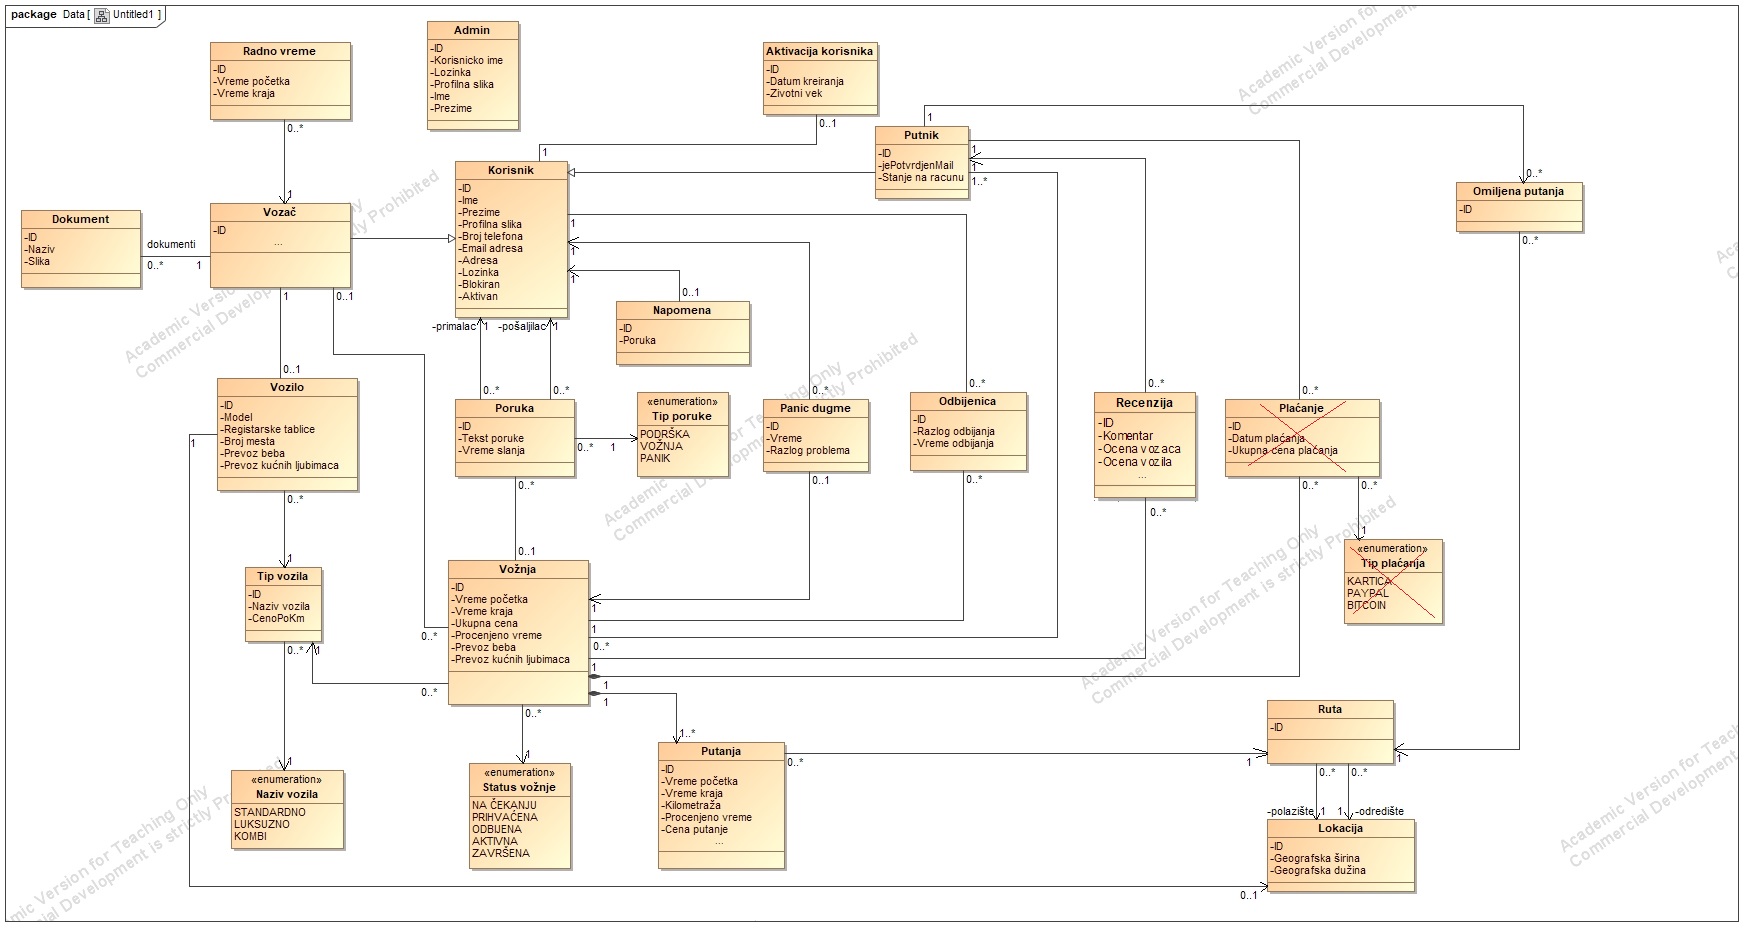 package Data [ Untitled1 ]
Radno vreme
-ID
-Vreme početka
-Vreme kraja
0..*
1
Admin
-ID
-Korisnicko ime
-Lozinka
-Profilna slika
-Ime
-Prezime
Aktivacija korisnika
-ID
-Datum kreiranja
-Zivotni vek
0..1
1
Putnik
-ID
-jePotvrdjenMail
-Stanje na racunu
1
1
1
1..*
0..*
Omiljena putanja
-ID
0..*
Korisnik
-ID
-Ime
-Prezime
-Profilna slika
-Broj telefona
-Email adresa
-Adresa
-Lozinka
-Blokiran
-Aktivan
1
1
1
-primalac 1
-pošaljilac 1
Dokument
-ID
-Naziv
-Slika
dokumenti
0..*
1
Vozač
-ID
...
1
0..1
Napomena
-ID
-Poruka
0..1
0..1
Vozilo
-ID
-Model
-Registarske tablice
-Broj mesta
-Prevoz beba
-Prevoz kućnih ljubimaca
1
0..*
1
0..*
0..*
Poruka
-ID
-Tekst poruke
-Vreme slanja
0..*
1
0..*
«enumeration»
Tip poruke
PODRŠKA
VOŽNJA
PANIK
0..*
Panic dugme
-ID
-Vreme
-Razlog problema
0..1
0..*
Odbijenica
-ID
-Razlog odbijanja
-Vreme odbijanja
0..*
0..*
Recenzija
-ID
-Komentar
-Ocena vozaca
-Ocena vozila
...
0..*
0..*
Plaćanje
-ID
-Datum plaćanja
-Ukupna cena plaćanja
0..*
0..*
1
«enumeration»
Tip plaćanja
KARTICA
PAYPAL
BITCOIN
Tip vozila
-ID
-Naziv vozila
-CenoPoKm
0..*
1
1
«enumeration»
Naziv vozila
STANDARDNO
LUKSUZNO
KOMBI
0..1
Vožnja
-ID
-Vreme početka
-Vreme kraja
-Ukupna cena
-Procenjeno vreme
-Prevoz beba
-Prevoz kućnih ljubimaca
0..*
0..*
0..*
1
1
0..*
1
1
1
1
«enumeration»
Status vožnje
NA ČEKANJU
PRIHVAĆENA
ODBIJENA
AKTIVNA
ZAVRŠENA
1..*
Putanja
-ID
-Vreme početka
-Vreme kraja
-Kilometraža
-Procenjeno vreme
-Cena putanje
...
0..*
1
Ruta
-ID
1
0..*
0..*
-polazište 1
1 -odredište
Lokacija
-ID
-Geografska širina
-Geografska dužina
0..1
Academic Version for Teaching Only
Commercial Development is strictly Prohibited